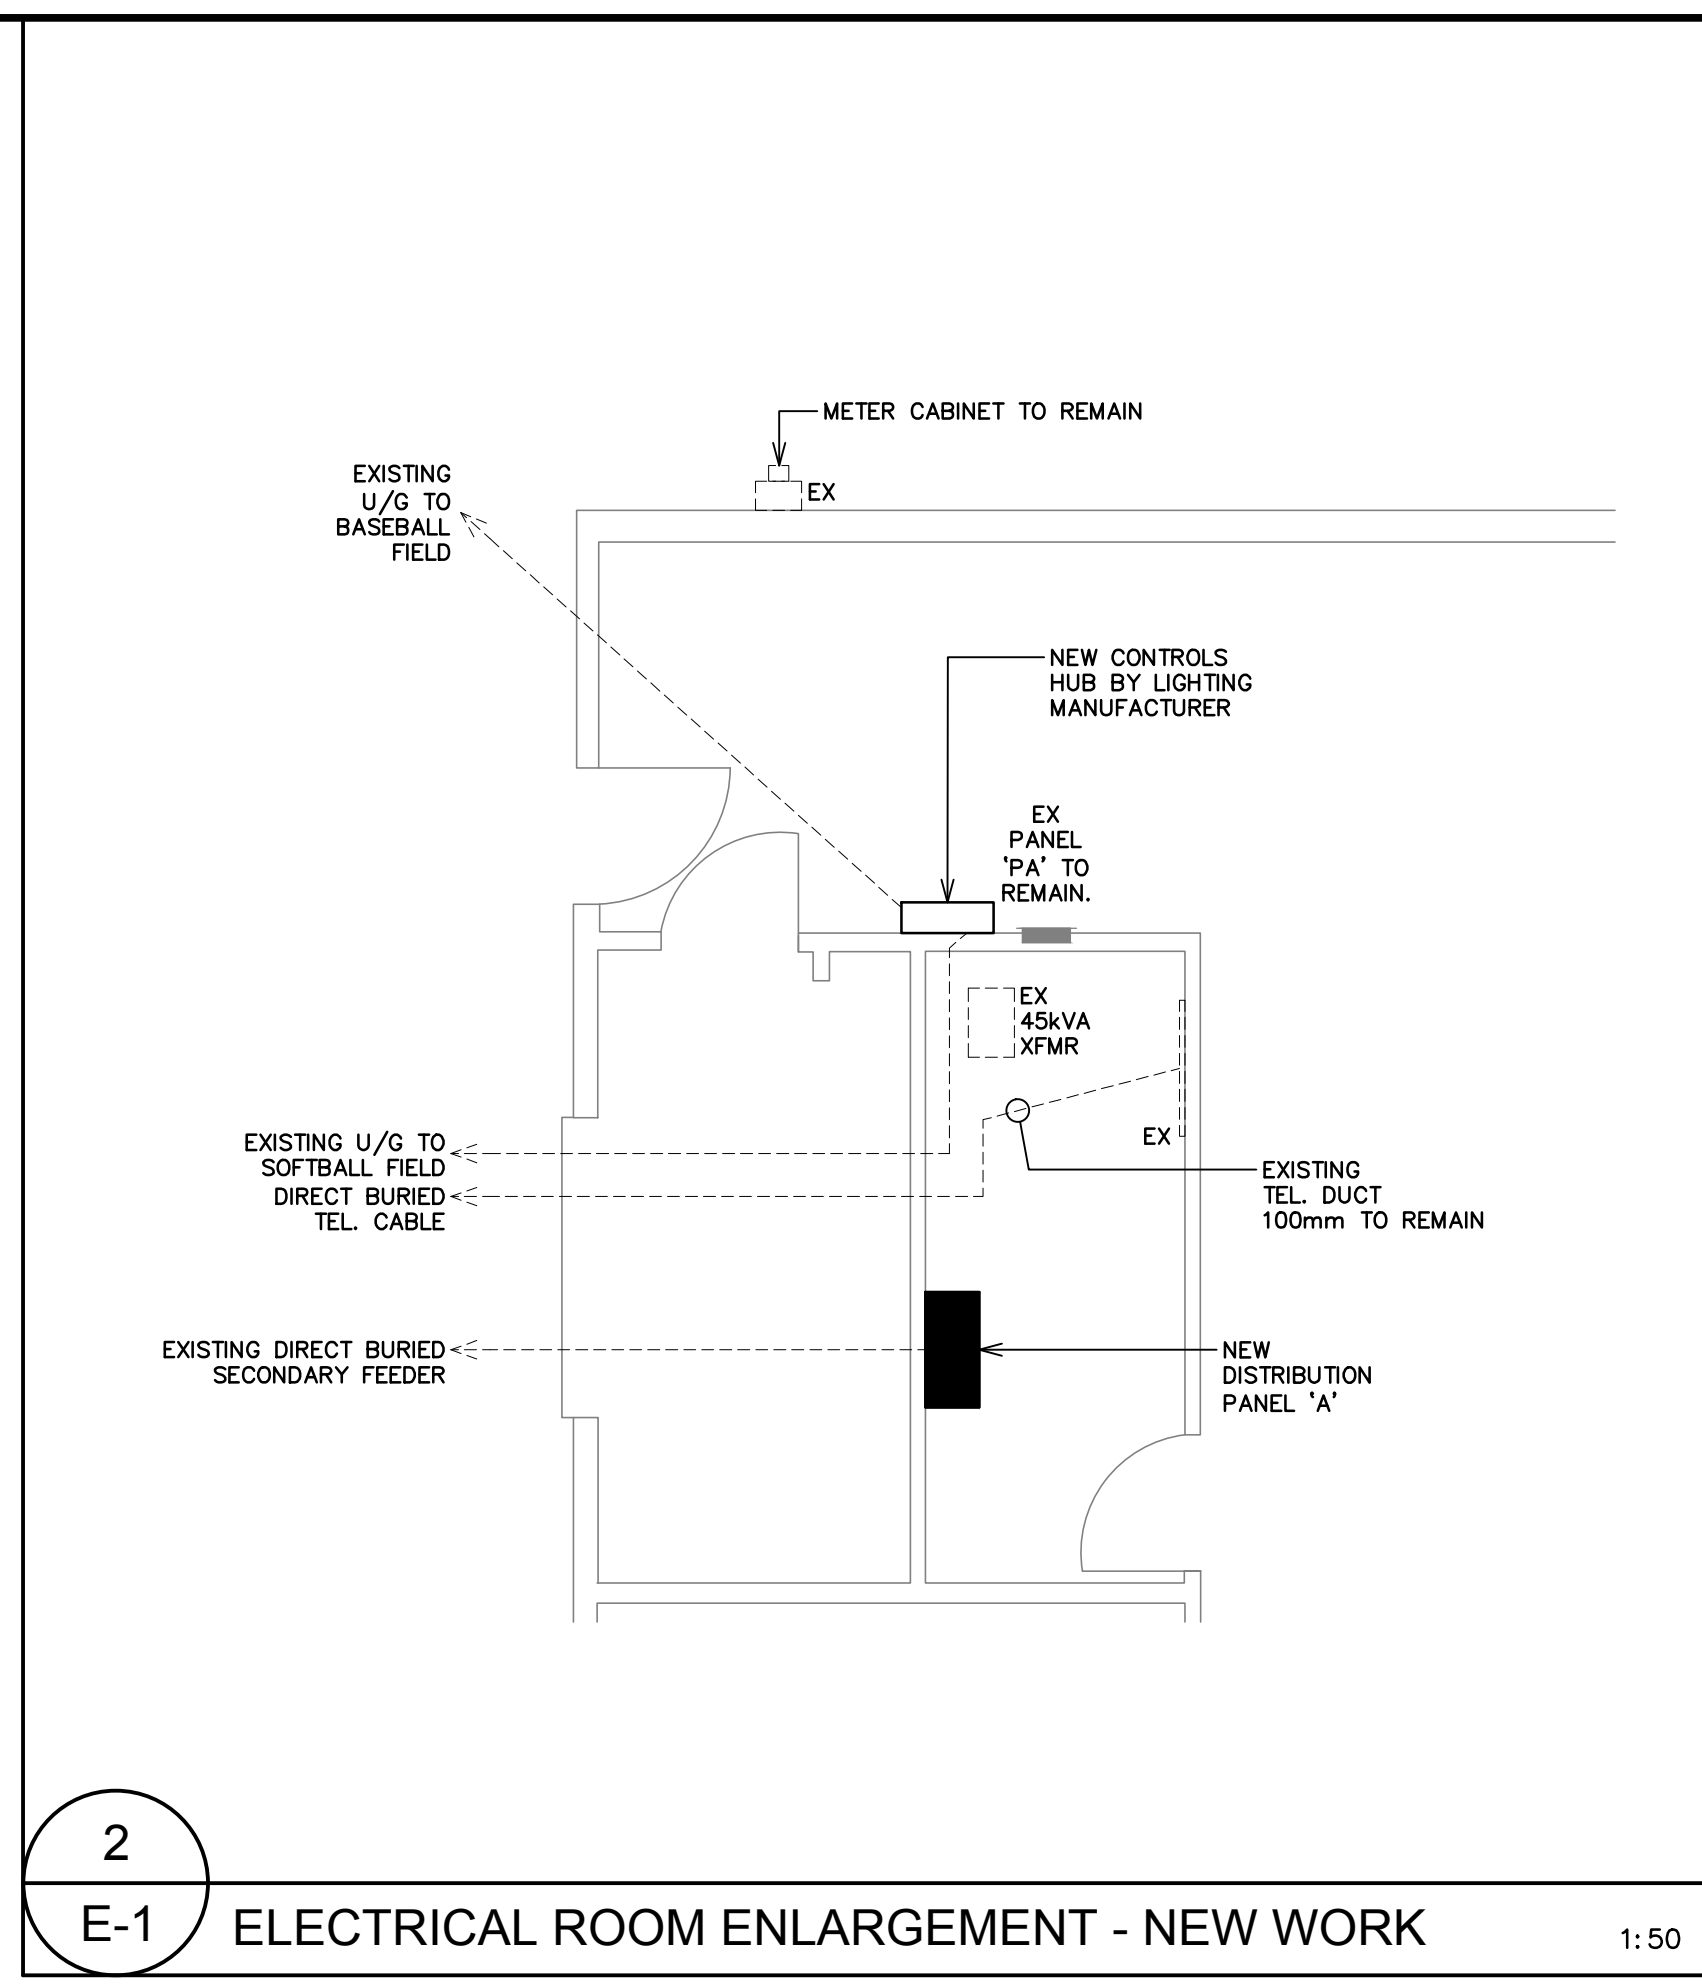 METER CABINET TO REMAIN
EX
EXISTING
U/G TO
BASEBALL
FIELD
NEW CONTROLS
HUB BY LIGHTING
MANUFACTURER
EX
PANEL
'PA' TO
REMAIN.
EX
45kVA
XFMR
EX
EXISTING U/G TO
SOFTBALL FIELD
DIRECT BURIED
TEL. CABLE
EXISTING
TEL. DUCT
100mm TO REMAIN
EXISTING DIRECT BURIED
SECONDARY FEEDER
NEW
DISTRIBUTION
PANEL 'A'
2
E-1
ELECTRICAL ROOM ENLARGEMENT - NEW WORK
1:50